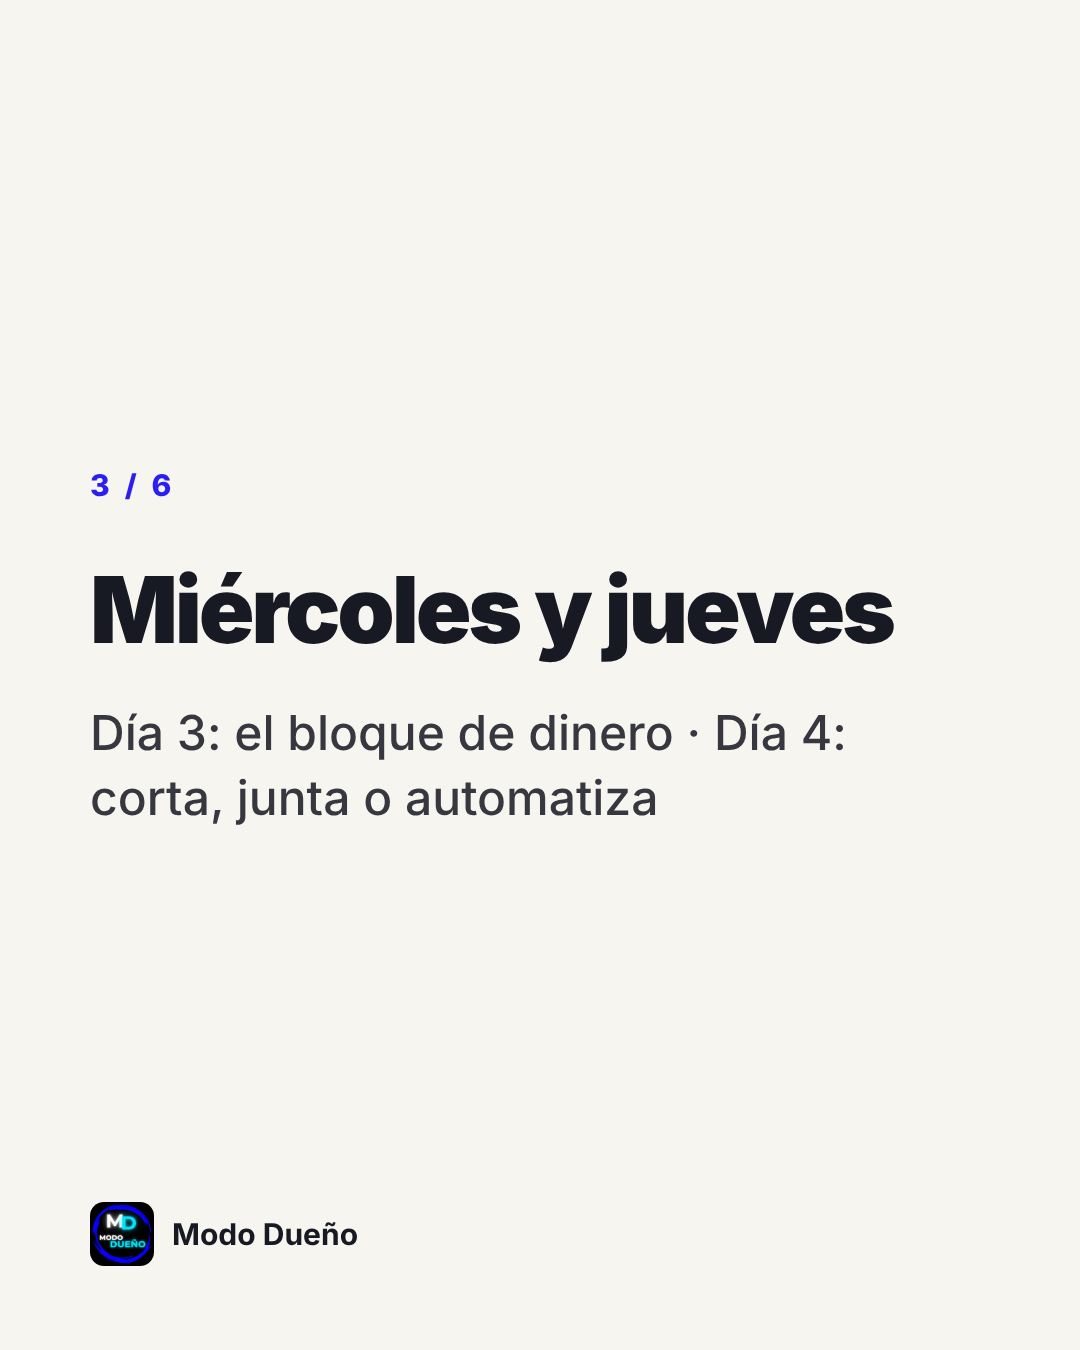 3 / 6
Miércoles y jueves
Día 3: el bloque de dinero · Día 4:
corta, junta o automatiza
MD
MODO
DUEÑO
Modo Dueño